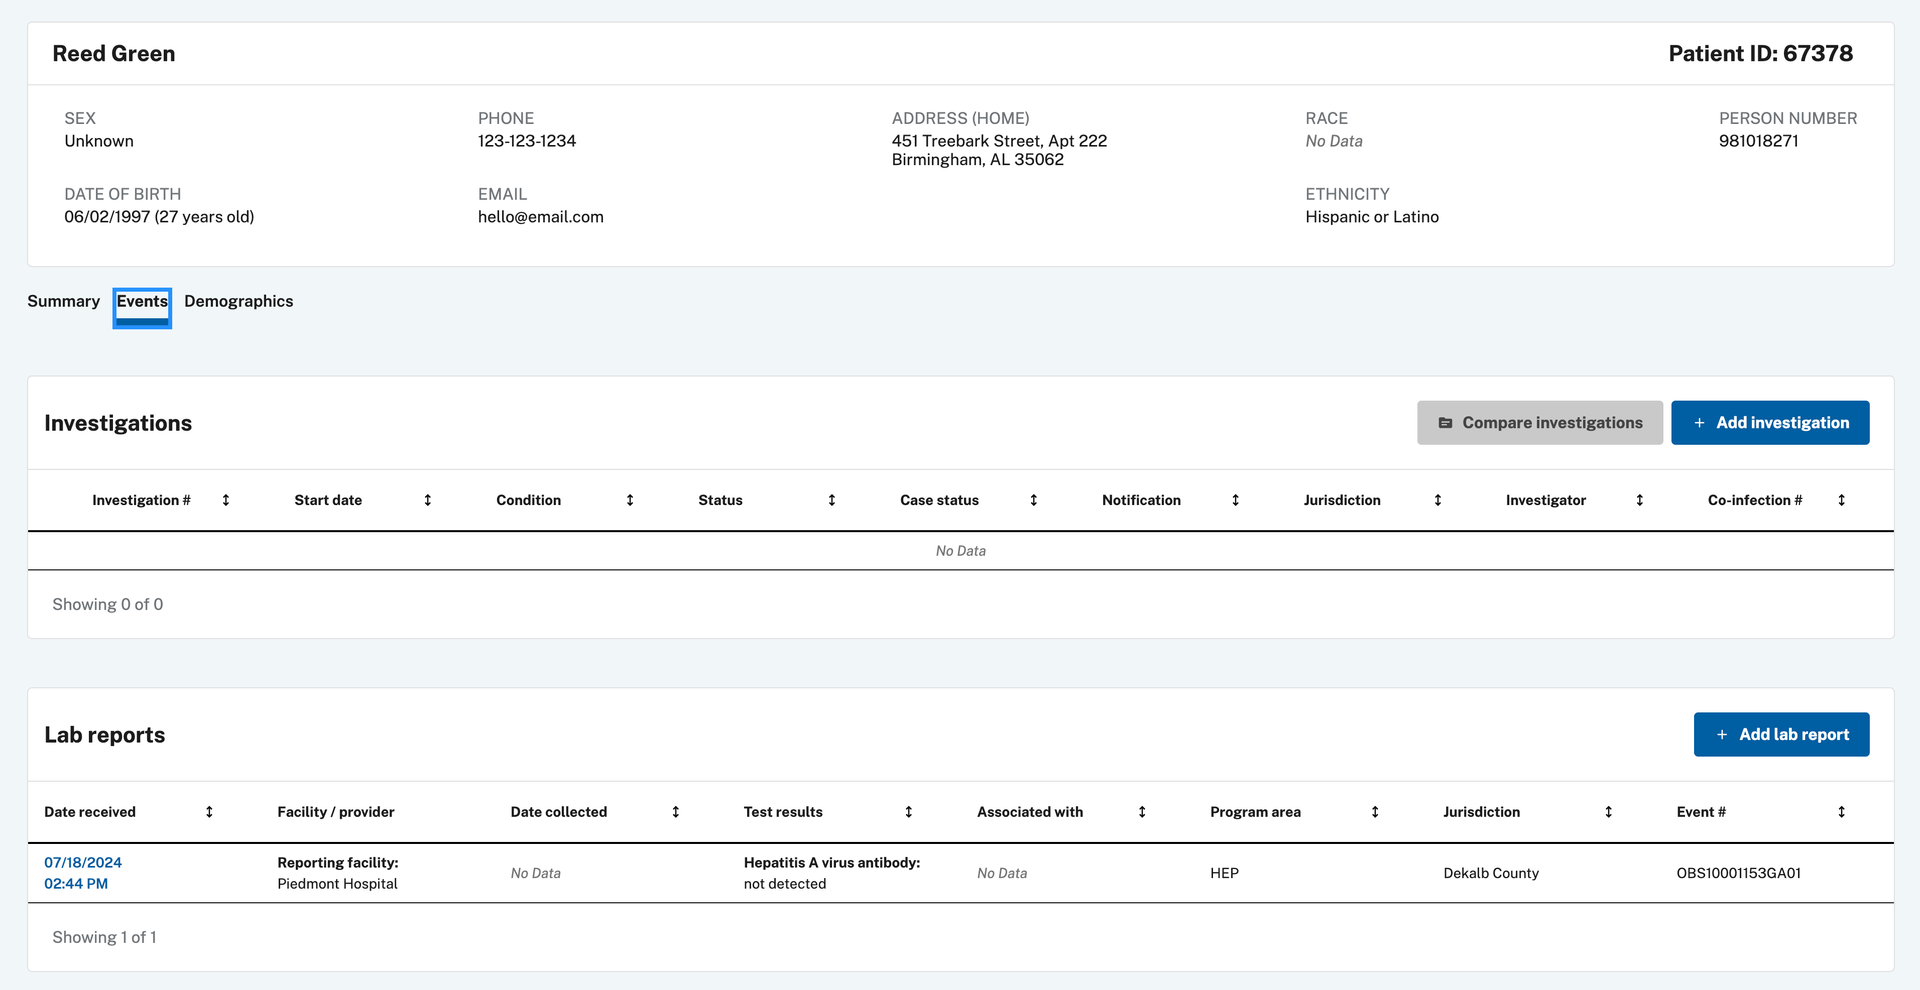 Reed Green
Patient ID: 67378
SEX
Unknown
PHONE
123-123-1234
ADDRESS (HOME)
451 Treebark Street, Apt 222
Birmingham, AL 35062
RACE
No Data
PERSON NUMBER
981018271
DATE OF BIRTH
06/02/1997 (27 years old)
EMAIL
hello@email.com
ETHNICITY
Hispanic or Latino
Summary Events Demographics
Investigations
Compare investigations
+ Add investigation
Investigation # Start date Condition Status Case status Notification Jurisdiction Investigator Co-infection #
No Data
Showing 0 of 0
Lab reports
+ Add lab report
Date received Facility / provider Date collected Test results Associated with Program area Jurisdiction Event #
07/18/2024
02:44 PM
Reporting facility:
Piedmont Hospital
No Data
Hepatitis A virus antibody:
not detected
No Data
HEP
Dekalb County
OBS10001153GA01
Showing 1 of 1